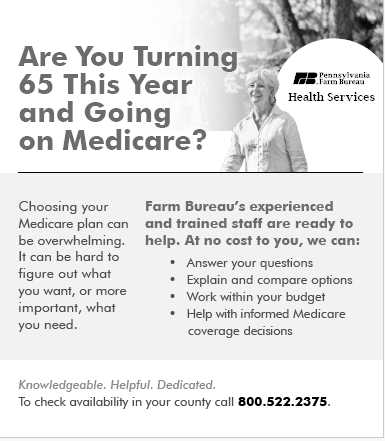 Are You Turning
65 This Year
and Going
on Medicare?
Pennsylvania
Farm Bureau
Health Services
Choosing your
Medicare plan can
be overwhelming.
It can be hard to
figure out what
you want, or more
important, what
you need.
Farm Bureau's experienced
and trained staff are ready to
help. At no cost to you, we can:
• Answer your questions
• Explain and compare options
• Work within your budget
• Help with informed Medicare
coverage decisions
Knowledgeable. Helpful. Dedicated.
To check availability in your county call 800.522.2375.